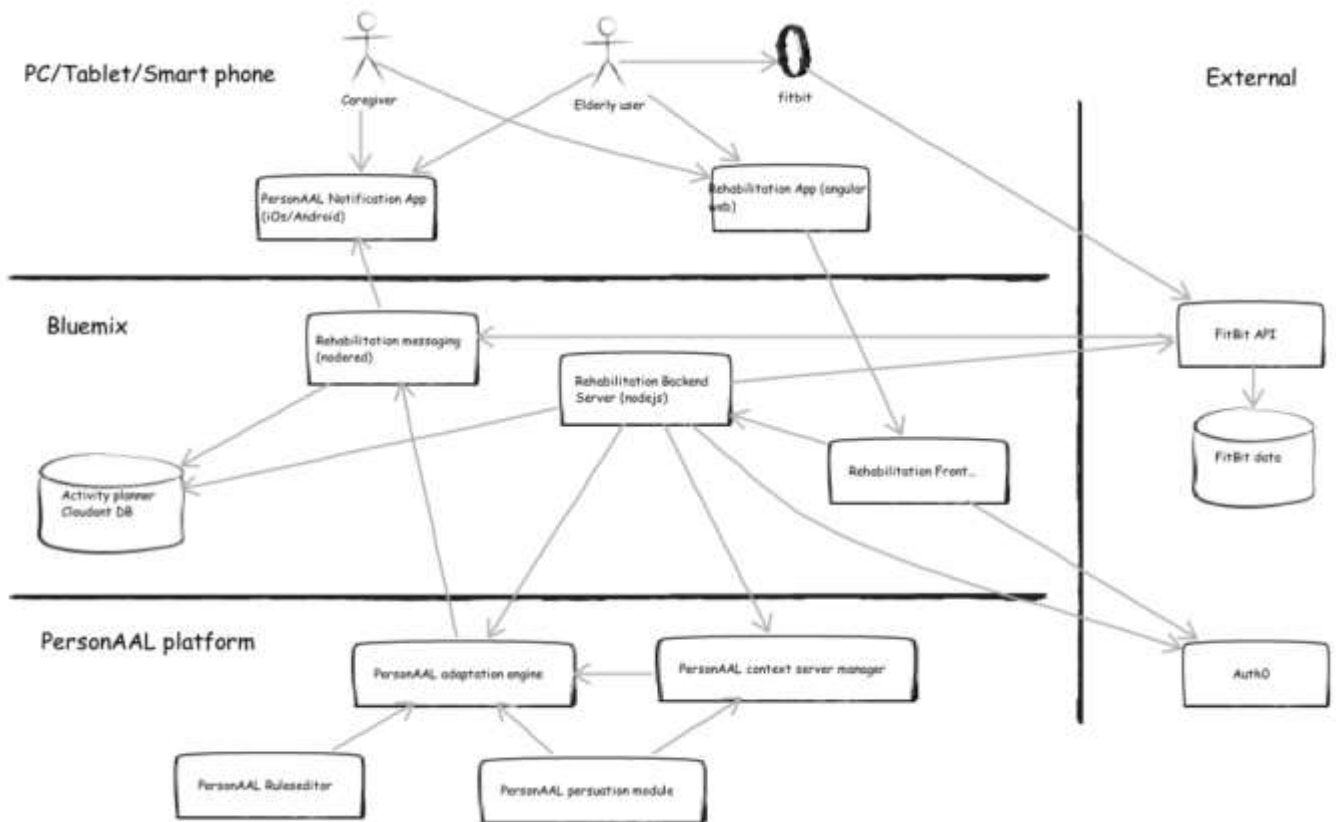 PC/Tablet/Smart phone
External
Caregiver
Elderly user
fitbit
PersonAAL Notification App
(iOs/Android)
Rehabilitation App (angular
web)
Bluemix
Rehabilitation messaging
(nodered)
FitBit API
Rehabilitation Backend
Server (nodejs)
Rehabilitation Front...
FitBit data
Activity planner
Cloudant DB
PersonAAL platform
PersonAAL adaptation engine
PersonAAL context server manager
Auth0
PersonAAL Ruleseditor
PersonAAL persuation module